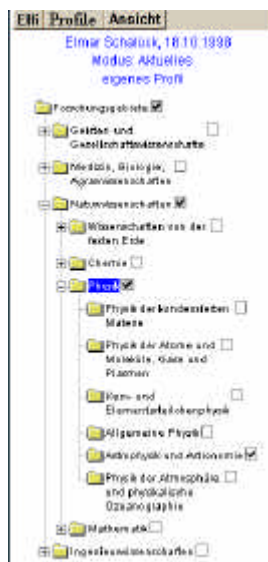 Elli Profile Ansicht
Elmar Schalück, 18.10.1998
Modus: Aktuelles
eigenes Profil
Forschungsgebiete
Geistes- und
Gesellschaftswissenschafte
Medizin, Biologie,
Agrarwissenschaften
Naturwissenschaften
Wissenschaften von der
festen Erde
Chemie
Physik
Physik der kondensierten
Materie
Physik der Atome und
Moleküle, Gase und
Plasmen
Kern- und
Elementarteilchenphysik
Allgemeine Physik
Astrophysik und Astronomie
Physik der Atmosphäre
und physikalische
Ozeanographie
Mathematik
Ingenieurwissenschaften